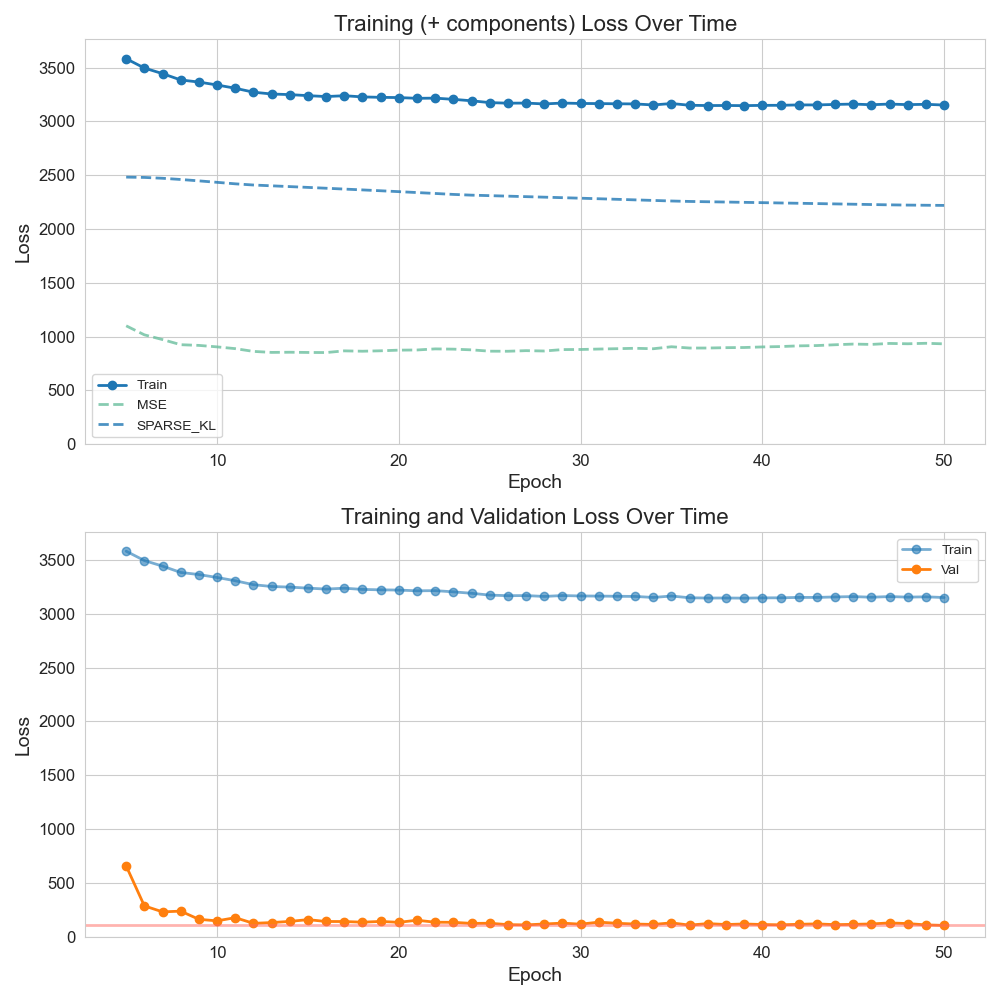 Training (+ components) Loss Over Time
3500
3000
2500
2000
1500
1000
500
0
Loss
Train
MSE
SPARSE_KL
10 20 30 40 50
Epoch
Training and Validation Loss Over Time
3500
3000
2500
2000
1500
1000
500
0
Loss
Train
Val
10 20 30 40 50
Epoch